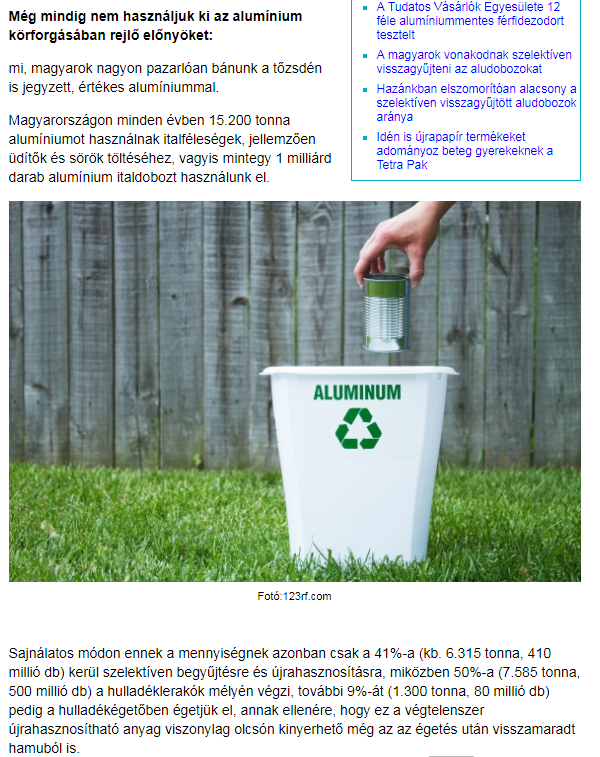 Még mindig nem használjuk ki az alumínium
körforgásában rejlő előnyöket:
mi, magyarok nagyon pazarlóan bánunk a tőzsdén
is jegyzett, értékes alumíniummal.
Magyarországon minden évben 15.200 tonna
alumíniumot használnak italféleségek, jellemzően
üdítők és sörök töltéséhez, vagyis mintegy 1 milliárd
darab alumínium italdobozt használunk el.
A Tudatos Vásárlók Egyesülete 12
féle alumíniummentes férfidezodort
tesztelt
A magyarok vonakodnak szelektíven
visszagyűjteni az aludobozokat
Hazánkban elszomorítóan alacsony a
szelektíven visszagyűjtött aludobozok
aránya
Idén is újrapapír termékeket
adományoz beteg gyerekeknek a
Tetra Pak
ALUMINUM
Fotó:123rf.com
Sajnálatos módon ennek a mennyiségnek azonban csak a 41%-a (kb. 6.315 tonna, 410
millió db) kerül szelektíven begyűjtésre és újrahasznosításra, miközben 50%-a (7.585 tonna,
500 millió db) a hulladéklerakók mélyén végzi, további 9%-át (1.300 tonna, 80 millió db)
pedig a hulladékégetőben égetjük el, annak ellenére, hogy ez a végtelenszer
újrahasznosítható anyag viszonylag olcsón kinyerhető még az az égetés után visszamaradt
hamuból is.